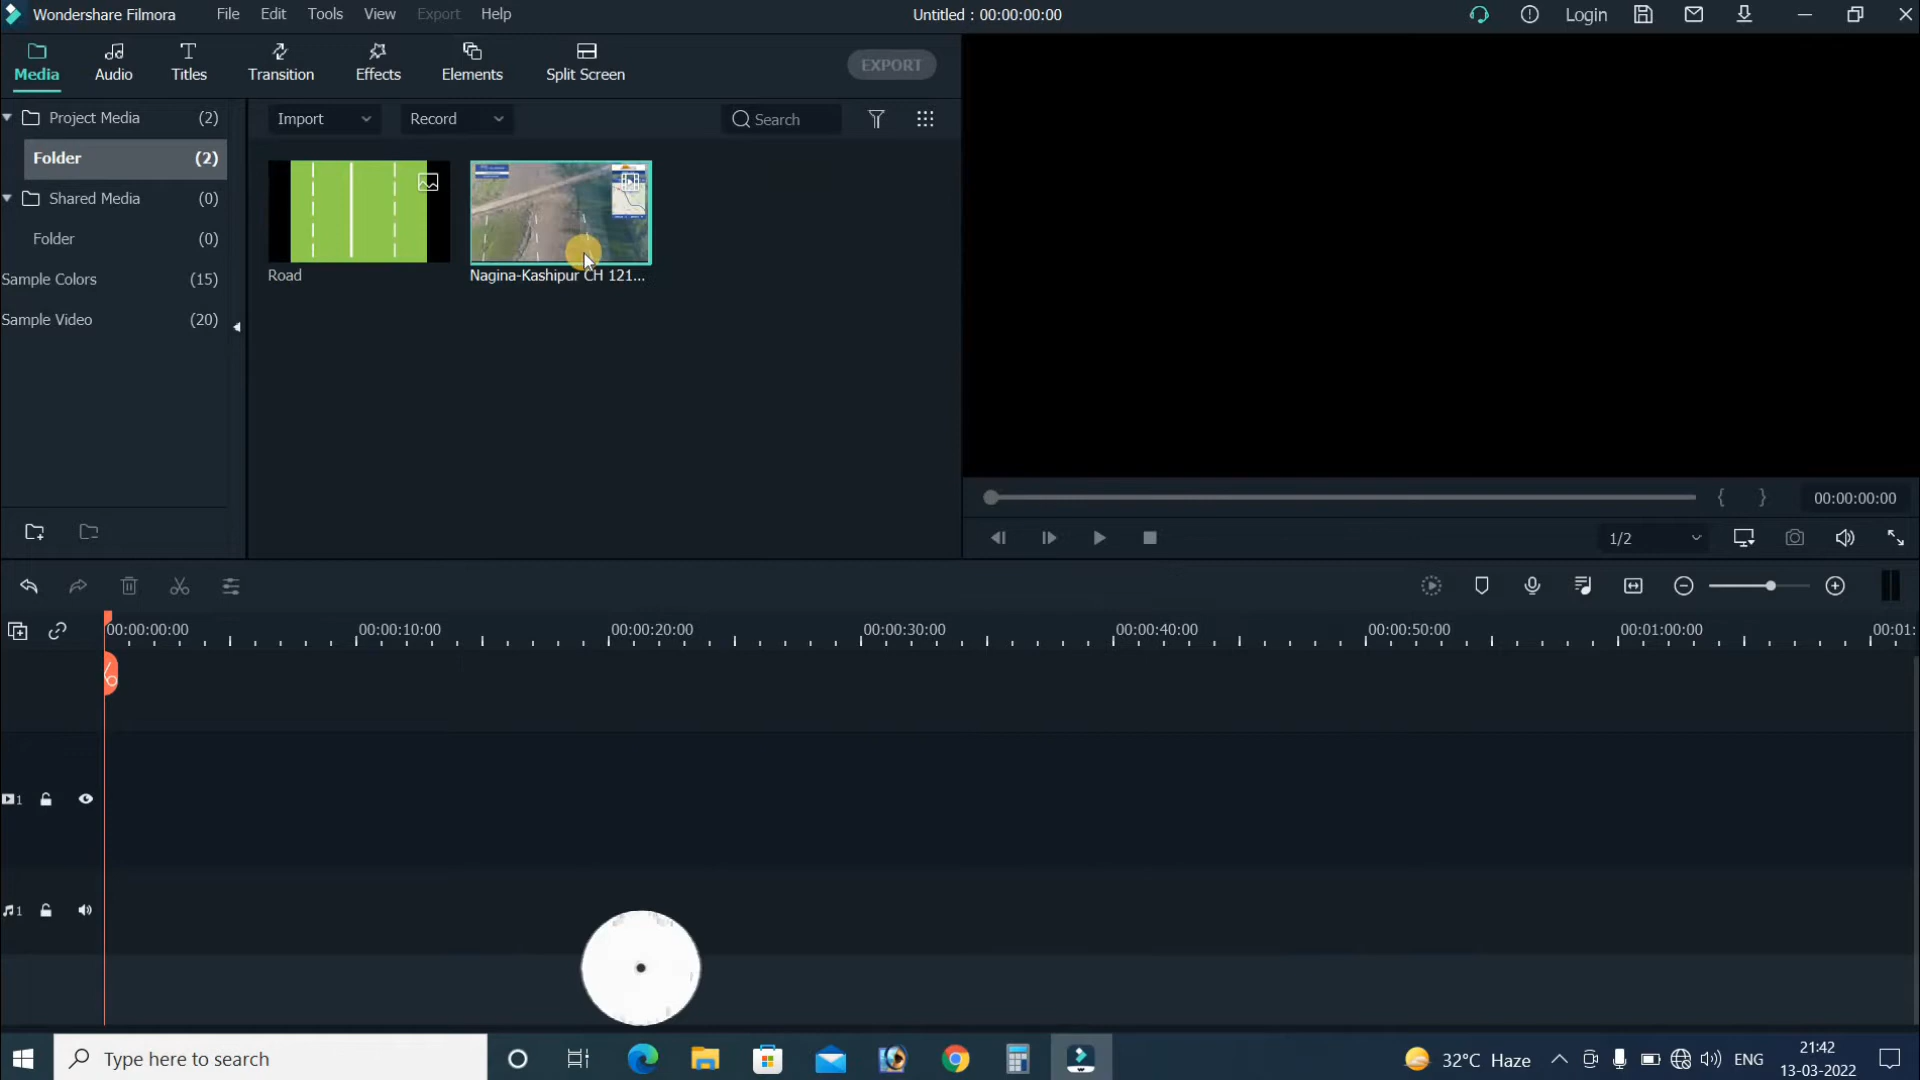 Wondershare Filmora File Edit Tools View Export Help Untitled : 00:00:00:00 Login
Media Audio Titles Transition Effects Elements Split Screen EXPORT
Project Media (2)
Folder (2)
Shared Media (0)
Folder (0)
Sample Colors (15)
Sample Video (20)
Import Record Search
Road Nagina-Kashipur CH 121...
{ } 00:00:00:00
1/2
00:00:00:00 00:00:10:00 00:00:20:00 00:00:30:00 00:00:40:00 00:00:50:00 00:01:00:00 00:01:
1
1
Type here to search 32°C Haze ENG 21:42
13-03-2022